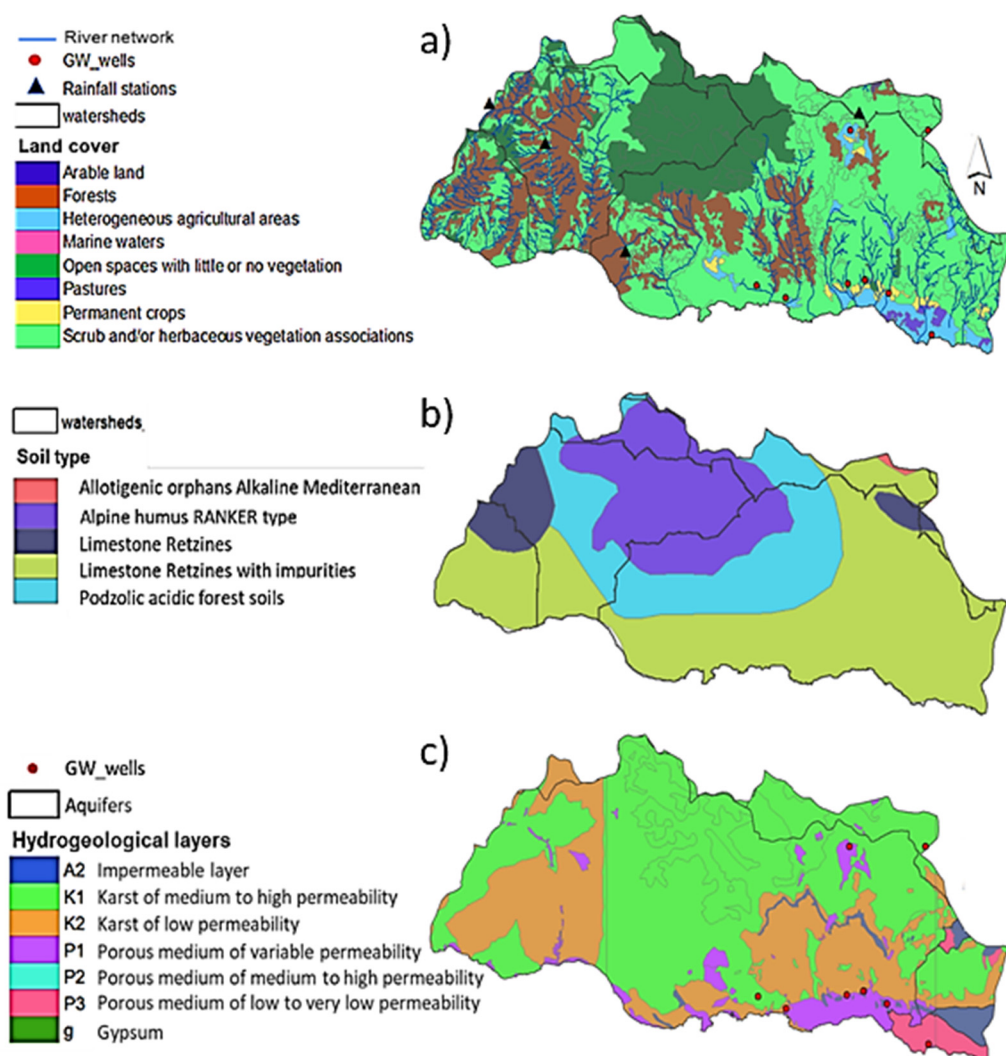 a)
River network
GW_wells
Rainfall stations
watersheds
Land cover
Arable land
Forests
Heterogeneous agricultural areas
Marine waters
Open spaces with little or no vegetation
Pastures
Permanent crops
Scrub and/or herbaceous vegetation associations
N
b)
watersheds.
Soil type
Allotigenic orphans Alkaline Mediterranean
Alpine humus RANKER type
Limestone Retzines
Limestone Retzines with impurities
Podzolic acidic forest soils
c)
GW_wells
Aquifers
Hydrogeological layers
A2 Impermeable layer
K1 Karst of medium to high permeability
K2 Karst of low permeability
P1 Porous medium of variable permeability
P2 Porous medium of medium to high permeability
P3 Porous medium of low to very low permeability
g Gypsum